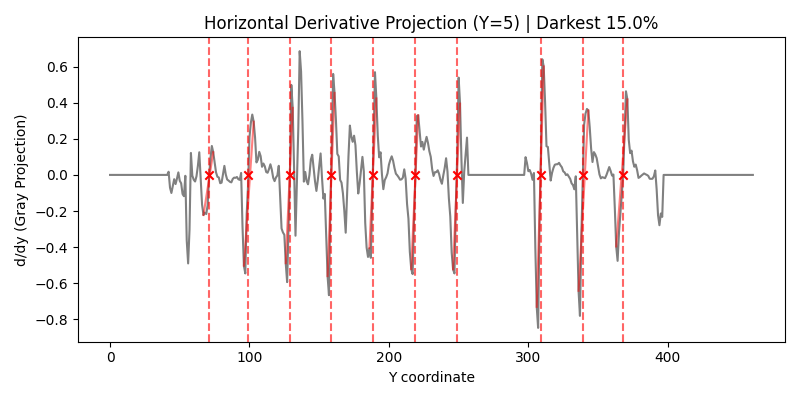 Horizontal Derivative Projection (Y=5) | Darkest 15.0%
d/dy (Gray Projection)
0.6
0.4
0.2
0.0
−0.2
−0.4
−0.6
−0.8
0 100 200 300 400
Y coordinate